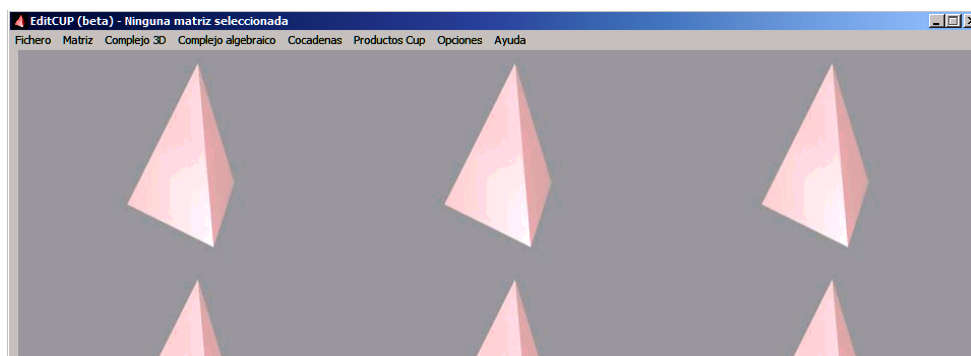 EditCUP (beta) - Ninguna matriz seleccionada
Fichero Matriz Complejo 3D Complejo algebraico Cocadenas Productos Cup Opciones Ayuda